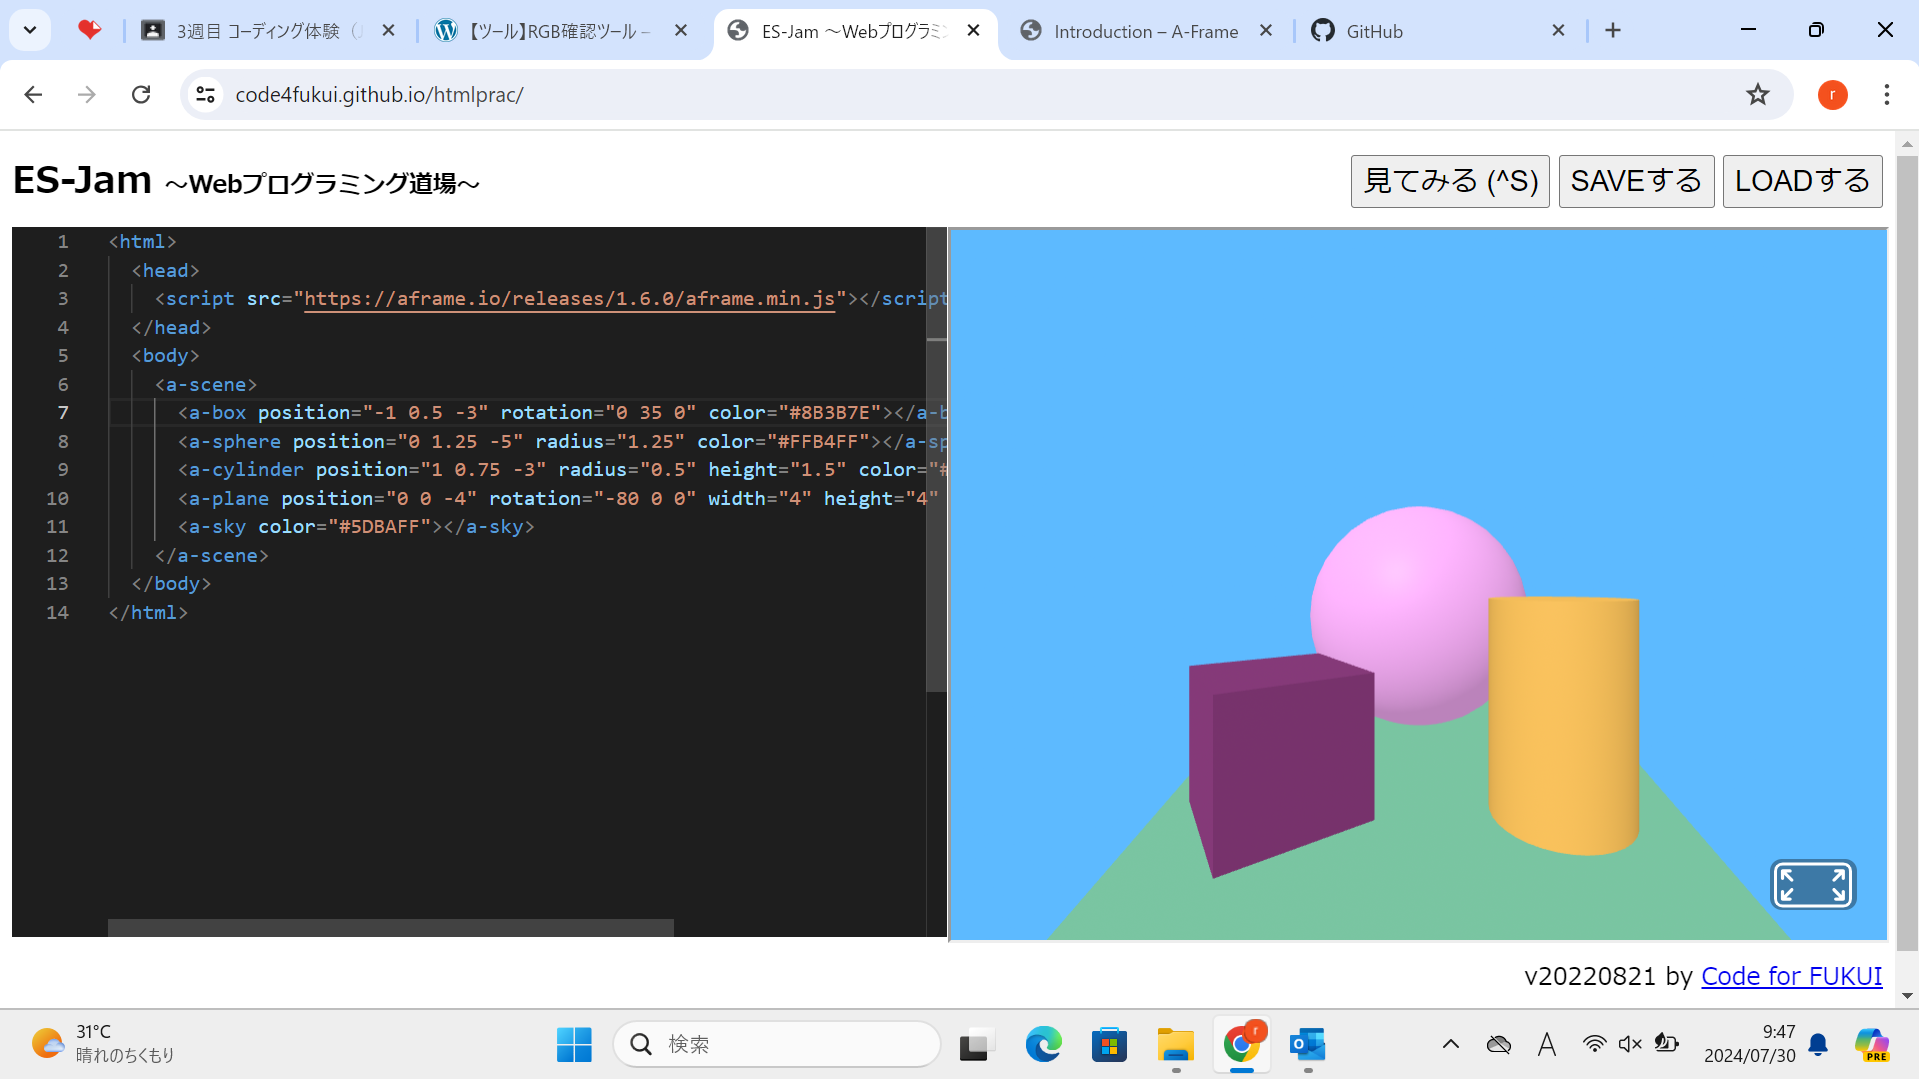 3週目 コーディング体験（
【ツール】RGB確認ツール –
ES-Jam ～Webプログラミン
Introduction – A-Frame
GitHub
code4fukui.github.io/htmlprac/
r
ES-Jam ～Webプログラミング道場～
見てみる (^S)
SAVEする
LOADする
1 <html>
2 <head>
3 <script src="https://aframe.io/releases/1.6.0/aframe.min.js"></script
4 </head>
5 <body>
6 <a-scene>
7 <a-box position="-1 0.5 -3" rotation="0 35 0" color="#8B3B7E"></a-b
8 <a-sphere position="0 1.25 -5" radius="1.25" color="#FFB4FF"></a-sp
9 <a-cylinder position="1 0.75 -3" radius="0.5" height="1.5" color="#
10 <a-plane position="0 0 -4" rotation="-80 0 0" width="4" height="4"
11 <a-sky color="#5DBAFF"></a-sky>
12 </a-scene>
13 </body>
14 </html>
v20220821 by Code for FUKUI
31°C
晴れのちくもり
検索
r
A
9:47
2024/07/30
PRE